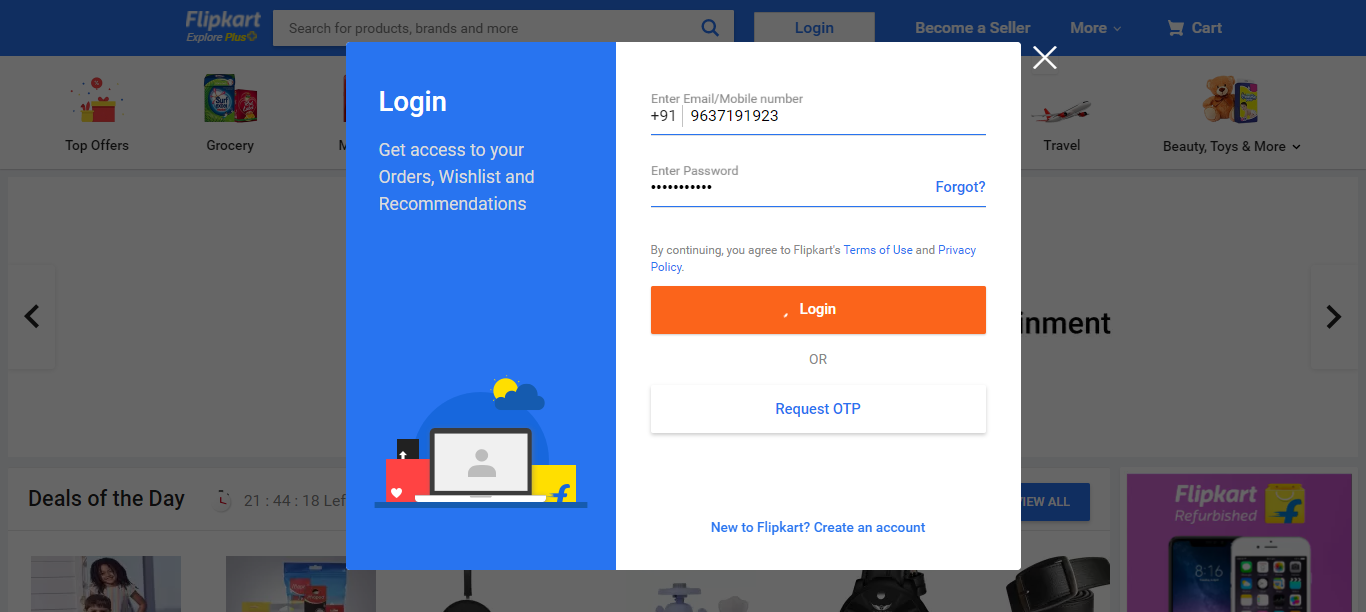 Flipkart
Explore Plus
Search for products, brands and more
Login
Become a Seller
More
Cart
Top Offers
Grocery
M
Travel
Beauty, Toys & More
Login
Get access to your
Orders, Wishlist and
Recommendations
Enter Email/Mobile number
+91 9637191923
Enter Password
Forgot?
By continuing, you agree to Flipkart's Terms of Use and Privacy
Policy.
Login
OR
Request OTP
New to Flipkart? Create an account
inment
Deals of the Day
21 : 44 : 18 Lef
IEW ALL
Flipkart
Refurbished
8:16